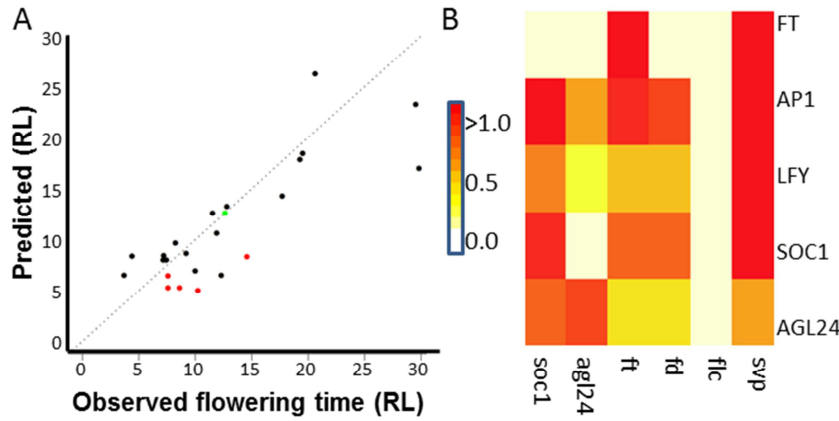 A
30
25
20
15
10
5
0
Predicted (RL)
0 5 10 15 20 25 30
Observed flowering time (RL)
B
>1.0
0.5
0.0
FT
AP1
LFY
SOC1
AGL24
soc1 agl24 ft fd flc svp